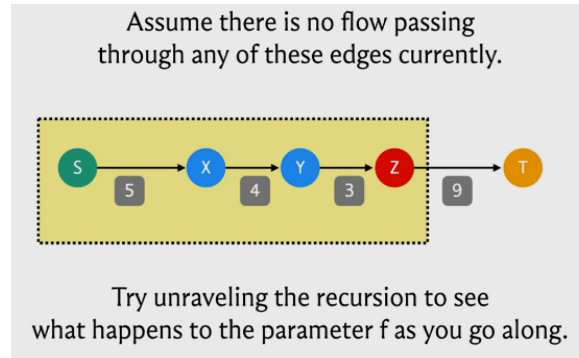 Assume there is no flow passing
through any of these edges currently.
S X Y Z T
5 4 3 9
Try unraveling the recursion to see
what happens to the parameter f as you go along.